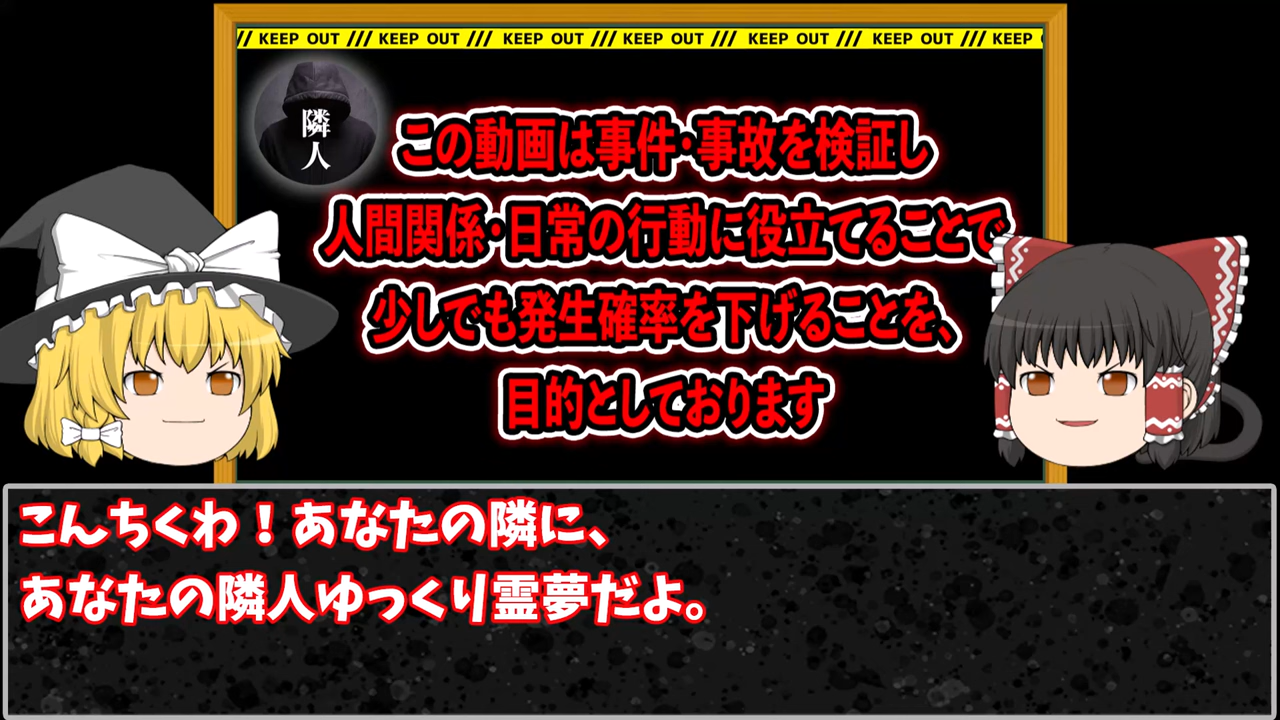 /// KEEP OUT /// KEEP OUT /// KEEP OUT /// KEEP OUT /// KEEP OUT /// KEEP OUT /// KEEP
隣人
この動画は事件・事故を検証し
人間関係・日常の行動に役立てることで
少しでも発生確率を下げることを、
目的としております
こんちくわ！あなたの隣に、
あなたの隣人ゆっくり霊夢だよ。